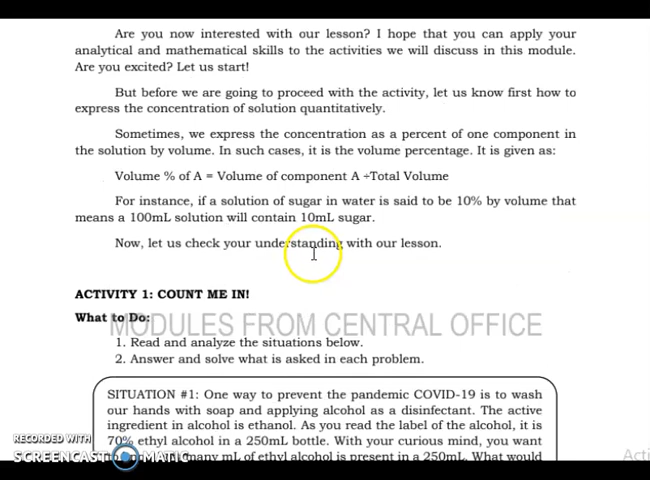 Are you now interested with our lesson? I hope that you can apply your
analytical and mathematical skills to the activities we will discuss in this module.
Are you excited? Let us start!
But before we are going to proceed with the activity, let us know first how to
express the concentration of solution quantitatively.
Sometimes, we express the concentration as a percent of one component in
the solution by volume. In such cases, it is the volume percentage. It is given as:
Volume % of A = Volume of component A ÷Total Volume
For instance, if a solution of sugar in water is said to be 10% by volume that
means a 100mL solution will contain 10mL sugar.
Now, let us check your understanding with our lesson.
ACTIVITY 1: COUNT ME IN!
What to Do:
MODULES FROM CENTRAL OFFICE
1. Read and analyze the situations below.
2. Answer and solve what is asked in each problem.
SITUATION #1: One way to prevent the pandemic COVID-19 is to wash
our hands with soap and applying alcohol as a disinfectant. The active
ingredient in alcohol is ethanol. As you read the label of the alcohol, it is
70% ethyl alcohol in a 250mL bottle. With your curious mind, you want
many mL of ethyl alcohol is present in a 250mL. What would
RECORDED WITH
SCREENCAST MATIC
Acti